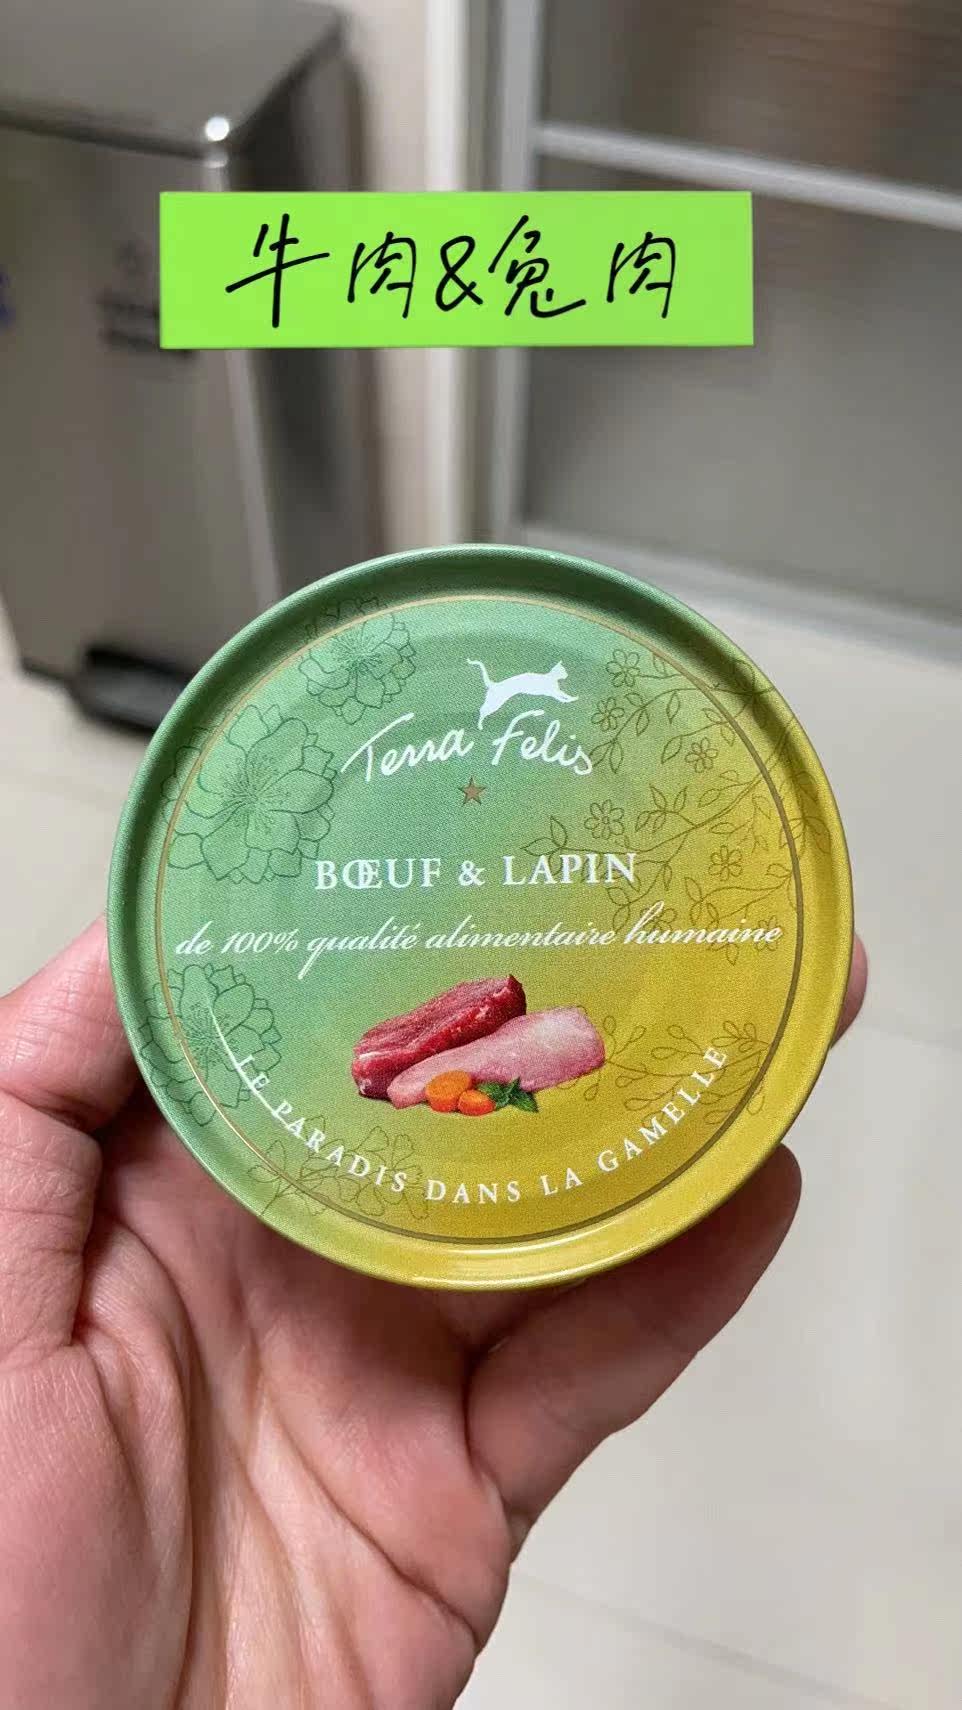 牛肉&兔肉
Terra Felis
BŒUF & LAPIN
de 100% qualité alimentaire humaine
LE PARADIS DANS LA GAMELLE